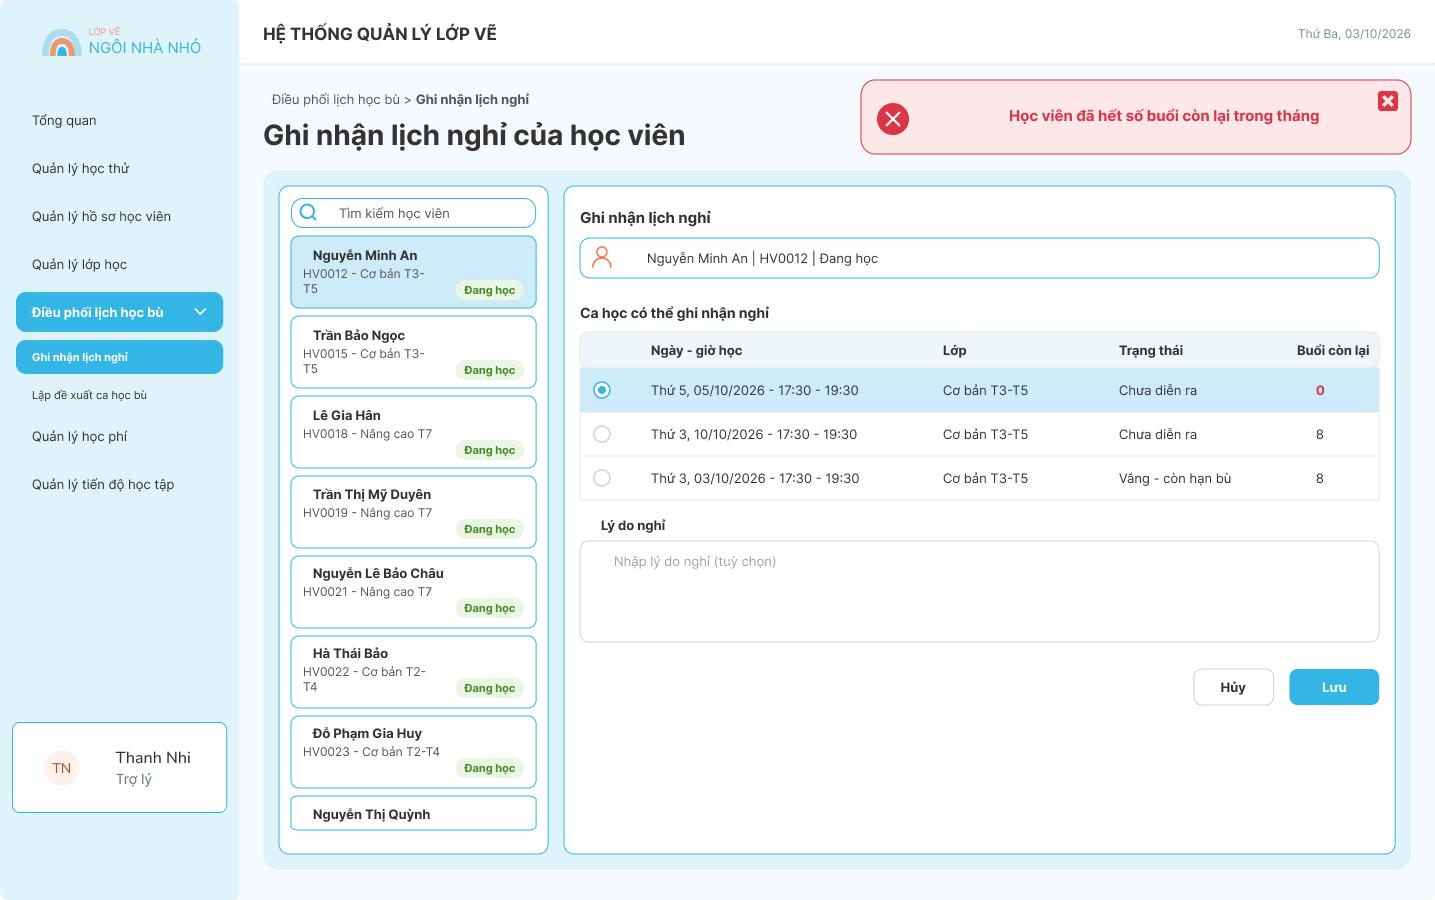 LỚP VẼ
NGÔI NHÀ NHỎ
Tổng quan
Quản lý học thử
Quản lý hồ sơ học viên
Quản lý lớp học
Điều phối lịch học bù
Ghi nhận lịch nghỉ
Lập đề xuất ca học bù
Quản lý học phí
Quản lý tiến độ học tập
TN
Thanh Nhi
Trợ lý
HỆ THỐNG QUẢN LÝ LỚP VẼ
Thứ Ba, 03/10/2026
Điều phối lịch học bù > Ghi nhận lịch nghỉ
Ghi nhận lịch nghỉ của học viên
Học viên đã hết số buổi còn lại trong tháng
Tìm kiếm học viên
Nguyễn Minh An
HV0012 - Cơ bản T3-
T5
Đang học
Trần Bảo Ngọc
HV0015 - Cơ bản T3-
T5
Đang học
Lê Gia Hân
HV0018 - Nâng cao T7
Đang học
Trần Thị Mỹ Duyên
HV0019 - Nâng cao T7
Đang học
Nguyễn Lê Bảo Châu
HV0021 - Nâng cao T7
Đang học
Hà Thái Bảo
HV0022 - Cơ bản T2-
T4
Đang học
Đỗ Phạm Gia Huy
HV0023 - Cơ bản T2-T4
Đang học
Nguyễn Thị Quỳnh
Ghi nhận lịch nghỉ
Nguyễn Minh An | HV0012 | Đang học
Ca học có thể ghi nhận nghỉ
Ngày - giờ học Lớp Trạng thái Buổi còn lại
Thứ 5, 05/10/2026 - 17:30 - 19:30 Cơ bản T3-T5 Chưa diễn ra 0
Thứ 3, 10/10/2026 - 17:30 - 19:30 Cơ bản T3-T5 Chưa diễn ra 8
Thứ 3, 03/10/2026 - 17:30 - 19:30 Cơ bản T3-T5 Vắng - còn hạn bù 8
Lý do nghỉ
Nhập lý do nghỉ (tuỳ chọn)
Hủy
Lưu